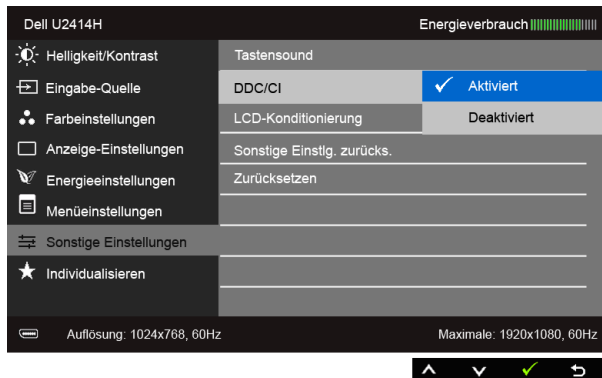 Dell U2414H
Energieverbrauch
Helligkeit/Kontrast
Tastensound
Eingabe-Quelle
DDC/CI
Aktiviert
Farbeinstellungen
LCD-Konditionierung
Deaktiviert
Anzeige-Einstellungen
Sonstige Einstlg. zurücks.
Energieeinstellungen
Zurücksetzen
Menüeinstellungen
Sonstige Einstellungen
Individualisieren
Auflösung: 1024x768, 60Hz
Maximale: 1920x1080, 60Hz